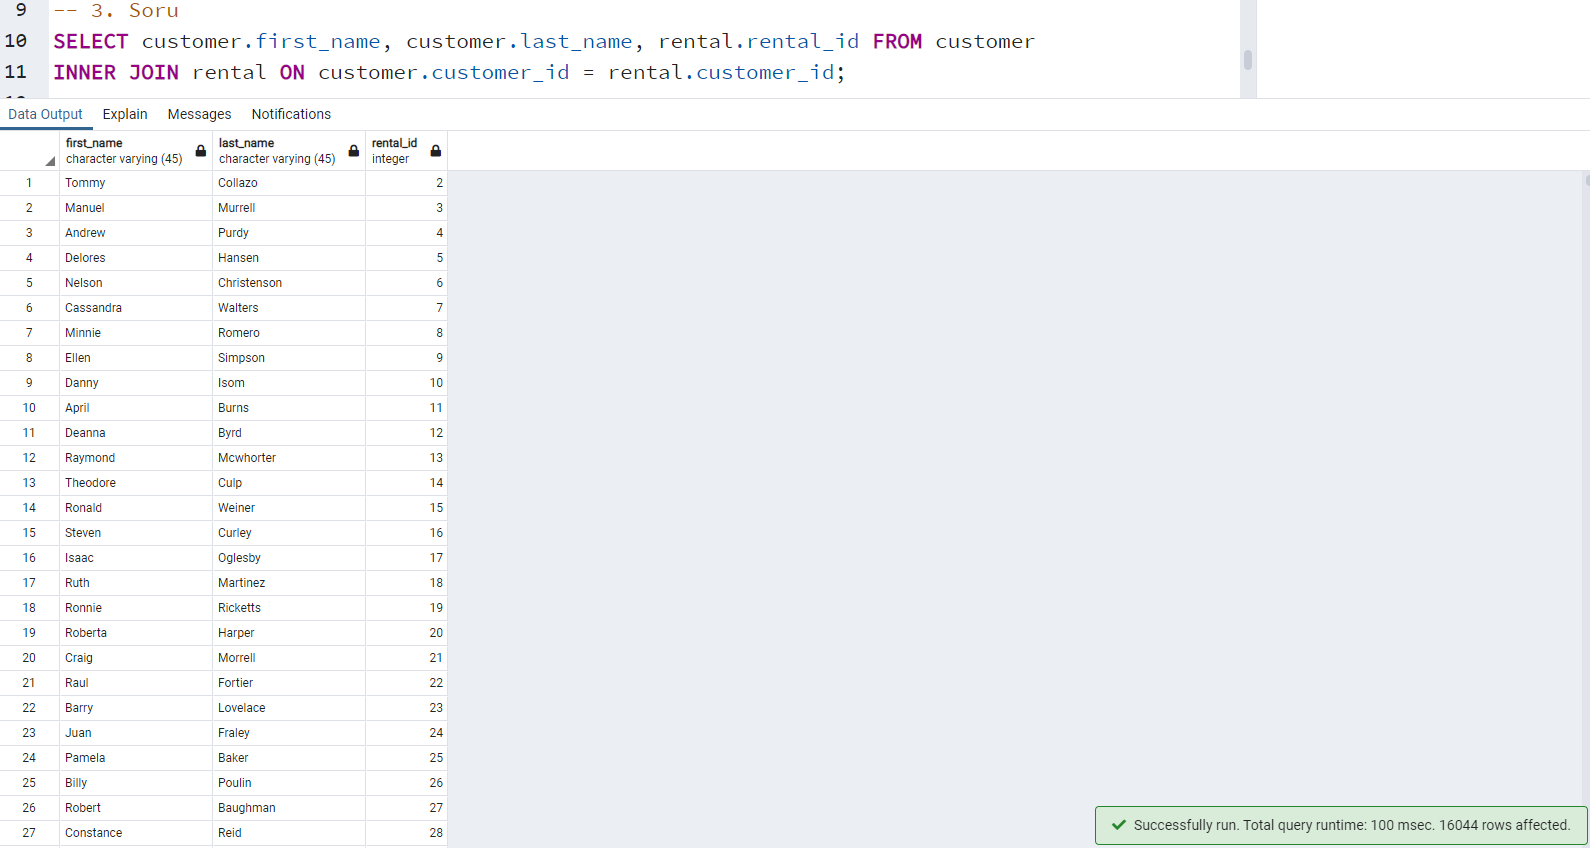 9 -- 3. Soru
10 SELECT customer.first_name, customer.last_name, rental.rental_id FROM customer
11 INNER JOIN rental ON customer.customer_id = rental.customer_id;
Data Output Explain Messages Notifications
first_name last_name rental_id
character varying (45) character varying (45) integer
1 Tommy Collazo 2
2 Manuel Murrell 3
3 Andrew Purdy 4
4 Delores Hansen 5
5 Nelson Christenson 6
6 Cassandra Walters 7
7 Minnie Romero 8
8 Ellen Simpson 9
9 Danny Isom 10
10 April Burns 11
11 Deanna Byrd 12
12 Raymond Mcwhorter 13
13 Theodore Culp 14
14 Ronald Weiner 15
15 Steven Curley 16
16 Isaac Oglesby 17
17 Ruth Martinez 18
18 Ronnie Ricketts 19
19 Roberta Harper 20
20 Craig Morrell 21
21 Raul Fortier 22
22 Barry Lovelace 23
23 Juan Fraley 24
24 Pamela Baker 25
25 Billy Poulin 26
26 Robert Baughman 27
27 Constance Reid 28
Successfully run. Total query runtime: 100 msec. 16044 rows affected.